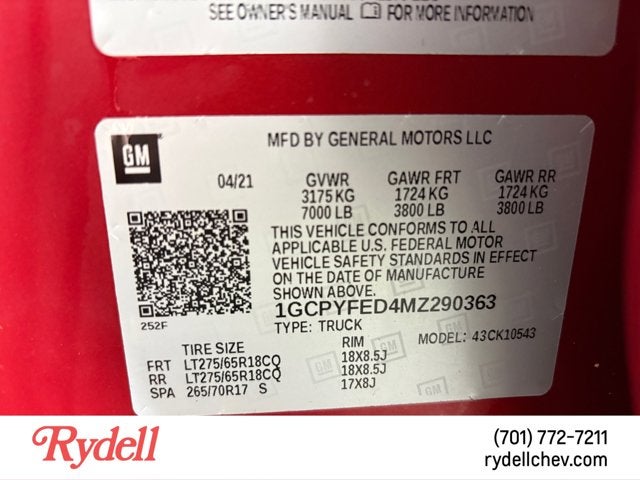 SEE OWNER'S MANUAL FOR MORE INFORMATION
GM
MFD BY GENERAL MOTORS LLC
04/21 GVWR GAWR FRT GAWR RR
3175 KG 1724 KG 1724 KG
7000 LB 3800 LB 3800 LB
THIS VEHICLE CONFORMS TO ALL
APPLICABLE U.S. FEDERAL MOTOR
VEHICLE SAFETY STANDARDS IN EFFECT
ON THE DATE OF MANUFACTURE
SHOWN ABOVE.
1GCPYFED4MZ290363
252F
TYPE: TRUCK MODEL: 43CK10543
TIRE SIZE RIM
FRT LT275/65R18CQ 18X8.5J
RR LT275/65R18CQ 18X8.5J
SPA 265/70R17 S 17X8J
Rydell
(701) 772-7211
rydellchev.com